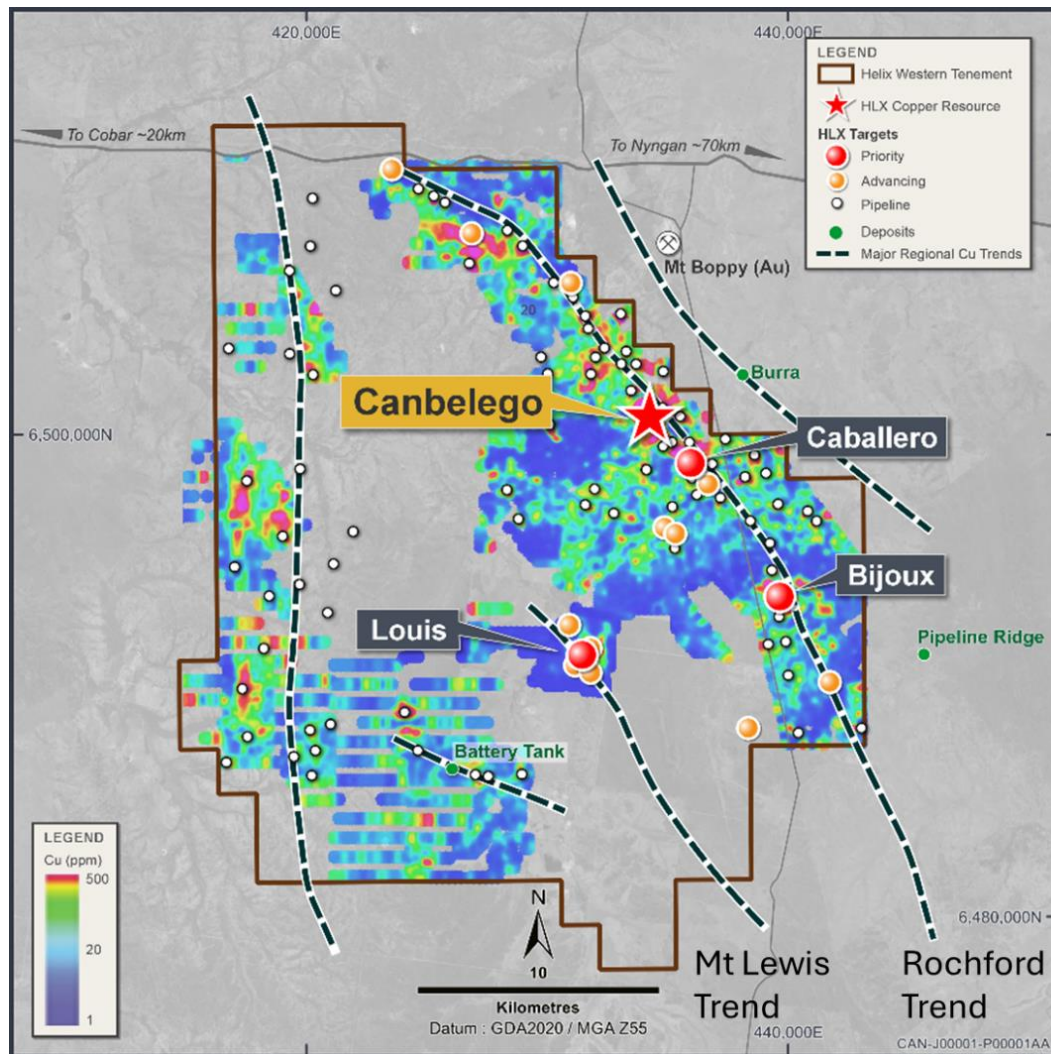 420,000E
440,000E
LEGEND
Helix Western Tenement
HLX Copper Resource
HLX Targets
Priority
Advancing
Pipeline
Deposits
Major Regional Cu Trends
To Cobar ~20km
To Nyngan ~70km
Mt Boppy (Au)
20
Burra
Canbelego
6,500,000N
Caballero
Bijoux
Louis
Pipeline Ridge
Battery Tank
LEGEND
Cu (ppm)
500
20
1
N
10
Kilometres
Datum : GDA2020 / MGA Z55
6,480,000N
Mt Lewis
Trend
Rochford
Trend
440,000E
CAN-J00001-P00001AA